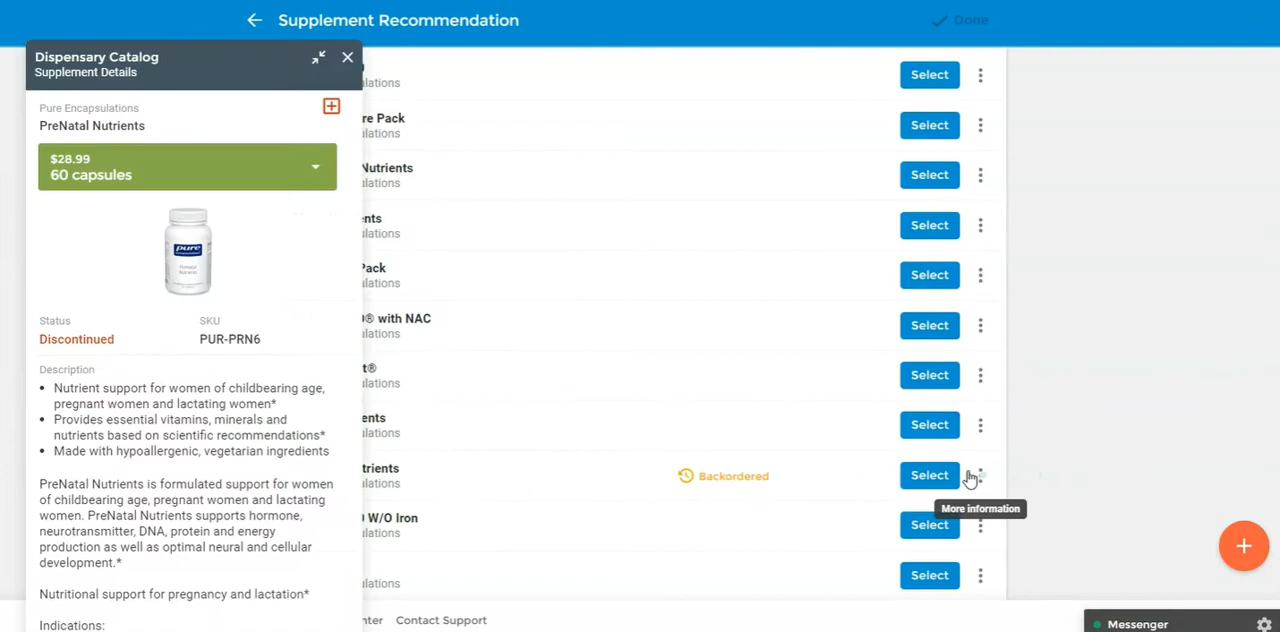 Supplement Recommendation
Done
Dispensary Catalog
Supplement Details
Pure Encapsulations
PreNatal Nutrients
$28.99
60 capsules
pure
PreNatal
Nutrients
Status
SKU
Discontinued
PUR-PRN6
Description
• Nutrient support for women of childbearing age,
pregnant women and lactating women*
• Provides essential vitamins, minerals and
nutrients based on scientific recommendations*
• Made with hypoallergenic, vegetarian ingredients
PreNatal Nutrients is formulated support for women
of childbearing age, pregnant women and lactating
women. PreNatal Nutrients supports hormone,
neurotransmitter, DNA, protein and energy
production as well as optimal neural and cellular
development.*
Nutritional support for pregnancy and lactation*
Indications:
lations
Select
re Pack
ulations
Select
Nutrients
ulations
Select
ents
ulations
Select
Pack
ulations
Select
® with NAC
ulations
Select
t®
ulations
Select
ents
ulations
Select
trients
ulations
Backordered
Select
More information
W/O Iron
ulations
Select
ulations
Select
nter
Contact Support
Messenger